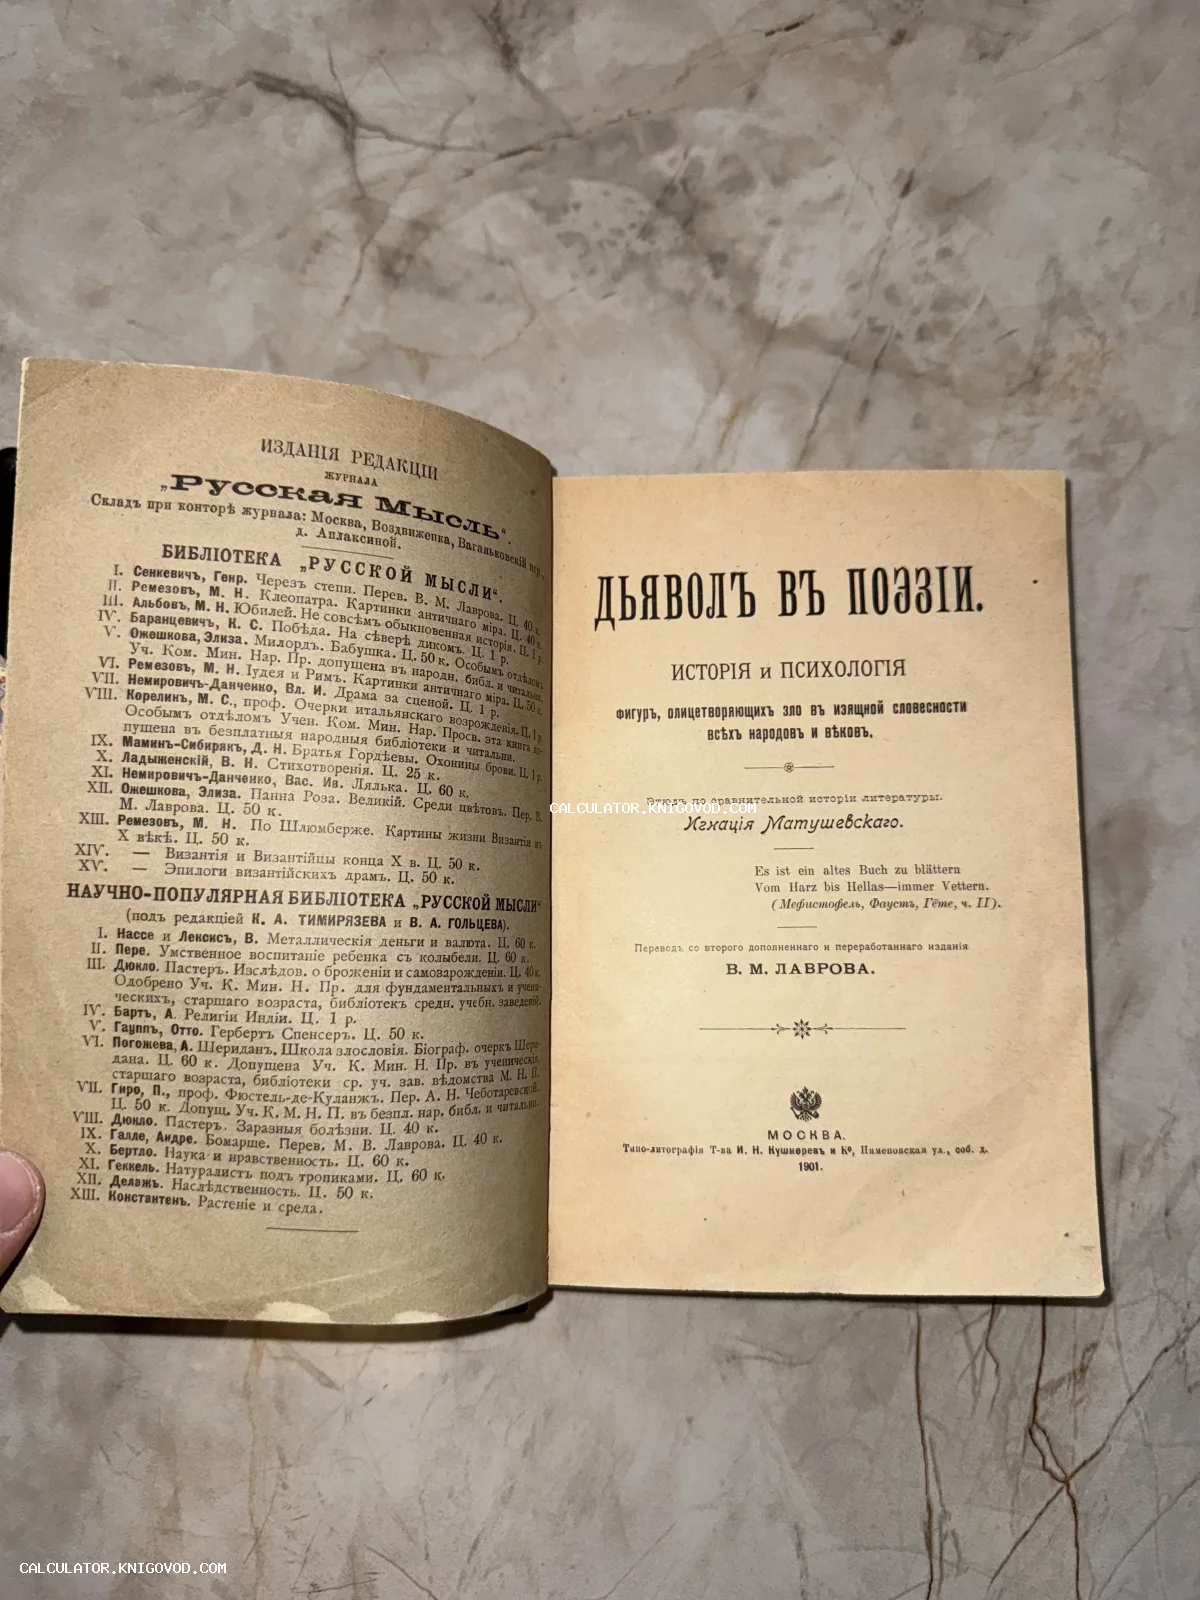 ИЗДАНІЯ РЕДАКЦІИ
ЖУРНАЛА
„Русская Мысль“.
Складъ при конторѣ журнала: Москва, Воздвиженка, Ваганьковскій пер.,
д. Аплаксиной.
БИБЛІОТЕКА „РУССКОЙ МЫСЛИ“.
I. Сенкевичъ, Генр. Черезъ степи. Перев. В. М. Лаврова. Ц. 40 к.
II. Ремезовъ, М. Н. Клеопатра. Картинки античнаго міра. Ц. 40 к.
III. Альбовъ, М. Н. Юбилей. Не совсѣмъ обыкновенная исторія. Ц. 1 р.
IV. Баранцевичъ, К. С. Побѣда. На сѣверѣ дикомъ. Ц. 1 р.
V. Ожешкова, Элиза. Милордъ. Бабушка. Ц. 50 к. Особымъ отдѣломъ
Уч. Ком. Мин. Нар. Пр. допущена въ народн. библ. и читальни.
VI. Ремезовъ, М. Н. Іудея и Римъ. Картинки античнаго міра. Ц. 50 к.
VII. Немировичъ-Данченко, Вл. И. Драма за сценой. Ц. 1 р.
VIII. Корелинъ, М. С., проф. Очерки итальянскаго возрожденія. Ц. 1 р.
Особымъ отдѣломъ Учен. Ком. Мин. Нар. Просв. эта книга до-
пущена въ безплатныя народныя библіотеки и читальни.
IX. Маминъ-Сибирякъ, Д. Н. Братья Гордѣевы. Охонины брови. Ц. 1 р.
X. Ладыженскій, В. Н. Стихотворенія. Ц. 25 к.
XI. Немировичъ-Данченко, Вас. Ив. Лялька. Ц. 60 к.
XII. Ожешкова, Элиза. Панна Роза. Великій. Среди цвѣтовъ. Пер. В.
М. Лаврова. Ц. 50 к.
XIII. Ремезовъ, М. Н. По Шлюмберже. Картины жизни Византіи въ
X вѣкѣ. Ц. 50 к.
XIV. — Византія и Византійцы конца X в. Ц. 50 к.
XV. — Эпилоги византійскихъ драмъ. Ц. 50 к.
НАУЧНО-ПОПУЛЯРНАЯ БИБЛІОТЕКА „РУССКОЙ МЫСЛИ“
(подъ редакціей К. А. ТИМИРЯЗЕВА и В. А. ГОЛЬЦЕВА).
I. Нассе и Лексисъ, В. Металлическія деньги и валюта. Ц. 60 к.
II. Пере. Умственное воспитаніе ребенка съ колыбели. Ц. 60 к.
III. Дюкло. Пастеръ. Изслѣдов. о броженіи и самозарожденіи. Ц. 40 к.
Одобрено Уч. К. Мин. Н. Пр. для фундаментальныхъ и учени-
ческихъ, старшаго возраста, библіотекъ средн. учебн. заведеній.
IV. Бартъ, А. Религіи Индіи. Ц. 1 р.
V. Гауппъ, Отто. Гербертъ Спенсеръ. Ц. 50 к.
VI. Погожева, А. Шериданъ. Школа злословія. Біограф. очеркъ Шери-
дана. Ц. 60 к. Допущена Уч. К. Мин. Н. Пр. въ ученическія,
старшаго возраста, библіотеки ср. уч. зав. вѣдомства М. Н. П.
VII. Гиро, П., проф. Фюстель-де-Куланжъ. Пер. А. Н. Чеботаревской.
Ц. 50 к. Допущ. Уч. К. М. Н. П. въ безпл. нар. библ. и читальни.
VIII. Дюкло. Пастеръ. Заразныя болѣзни. Ц. 40 к.
IX. Галле, Андре. Бомарше. Перев. М. В. Лаврова. Ц. 40 к.
X. Бертло. Наука и нравственность. Ц. 60 к.
XI. Геккель. Натуралистъ подъ тропиками. Ц. 60 к.
XII. Делажъ. Наслѣдственность. Ц. 50 к.
XIII. Константенъ. Растеніе и среда.
ДЬЯВОЛЪ ВЪ ПОЭЗІИ.
ИСТОРІЯ и ПСИХОЛОГІЯ
ФИГУРЪ, ОЛИЦЕТВОРЯЮЩИХЪ ЗЛО ВЪ ИЗЯЩНОЙ СЛОВЕСНОСТИ
ВСѢХЪ НАРОДОВЪ И ВѢКОВЪ.
Этюдъ по сравнительной исторіи литературы.
CALCULATOR.KNIGOVOD.COM
Игнація Матушевскаго.
Es ist ein altes Buch zu blättern
Vom Harz bis Hellas—immer Vettern.
(Мефистофель, Фаустъ, Гёте, ч. II).
Переводъ со второго дополненнаго и переработаннаго изданія
В. М. ЛАВРОВА.
МОСКВА.
Типо-литографія Т-ва И. Н. Кушнеревъ и К°, Пименовская ул., соб. д.
1901.
CALCULATOR.KNIGOVOD.COM